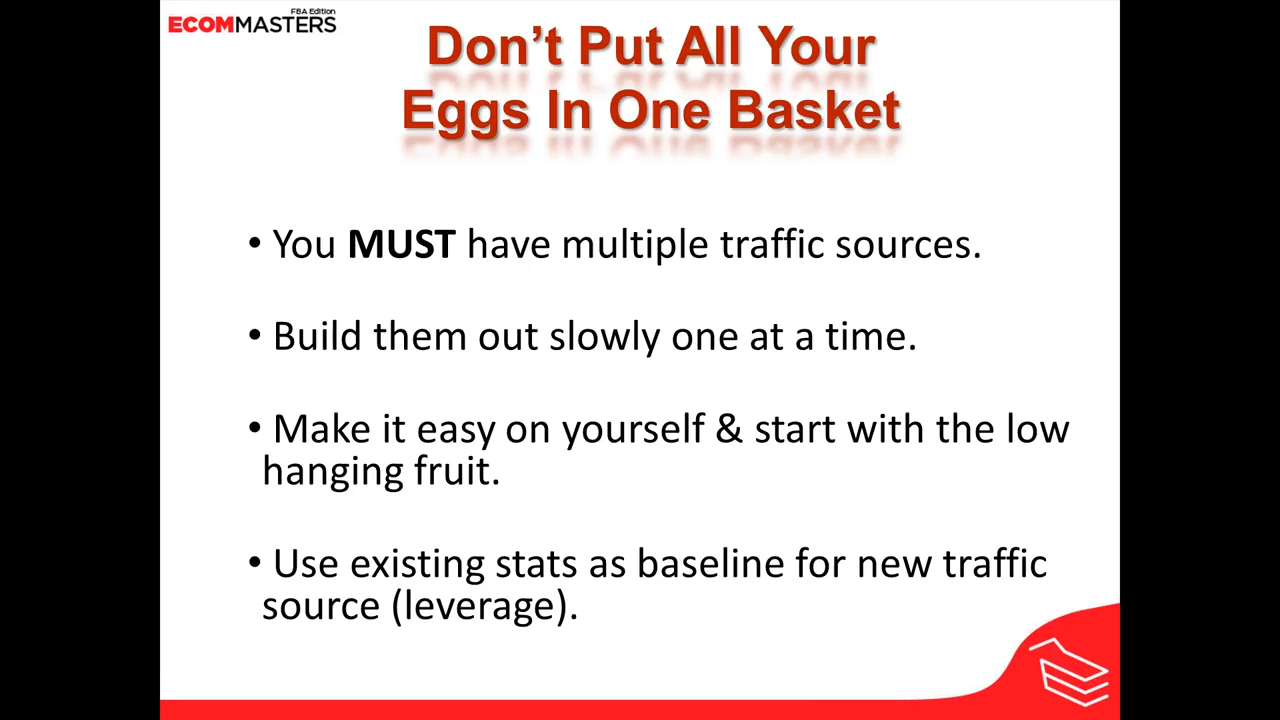 FBA Edition
ECOMMASTERS
Don’t Put All Your
Eggs In One Basket
• You MUST have multiple traffic sources.
• Build them out slowly one at a time.
• Make it easy on yourself & start with the low
hanging fruit.
• Use existing stats as baseline for new traffic
source (leverage).